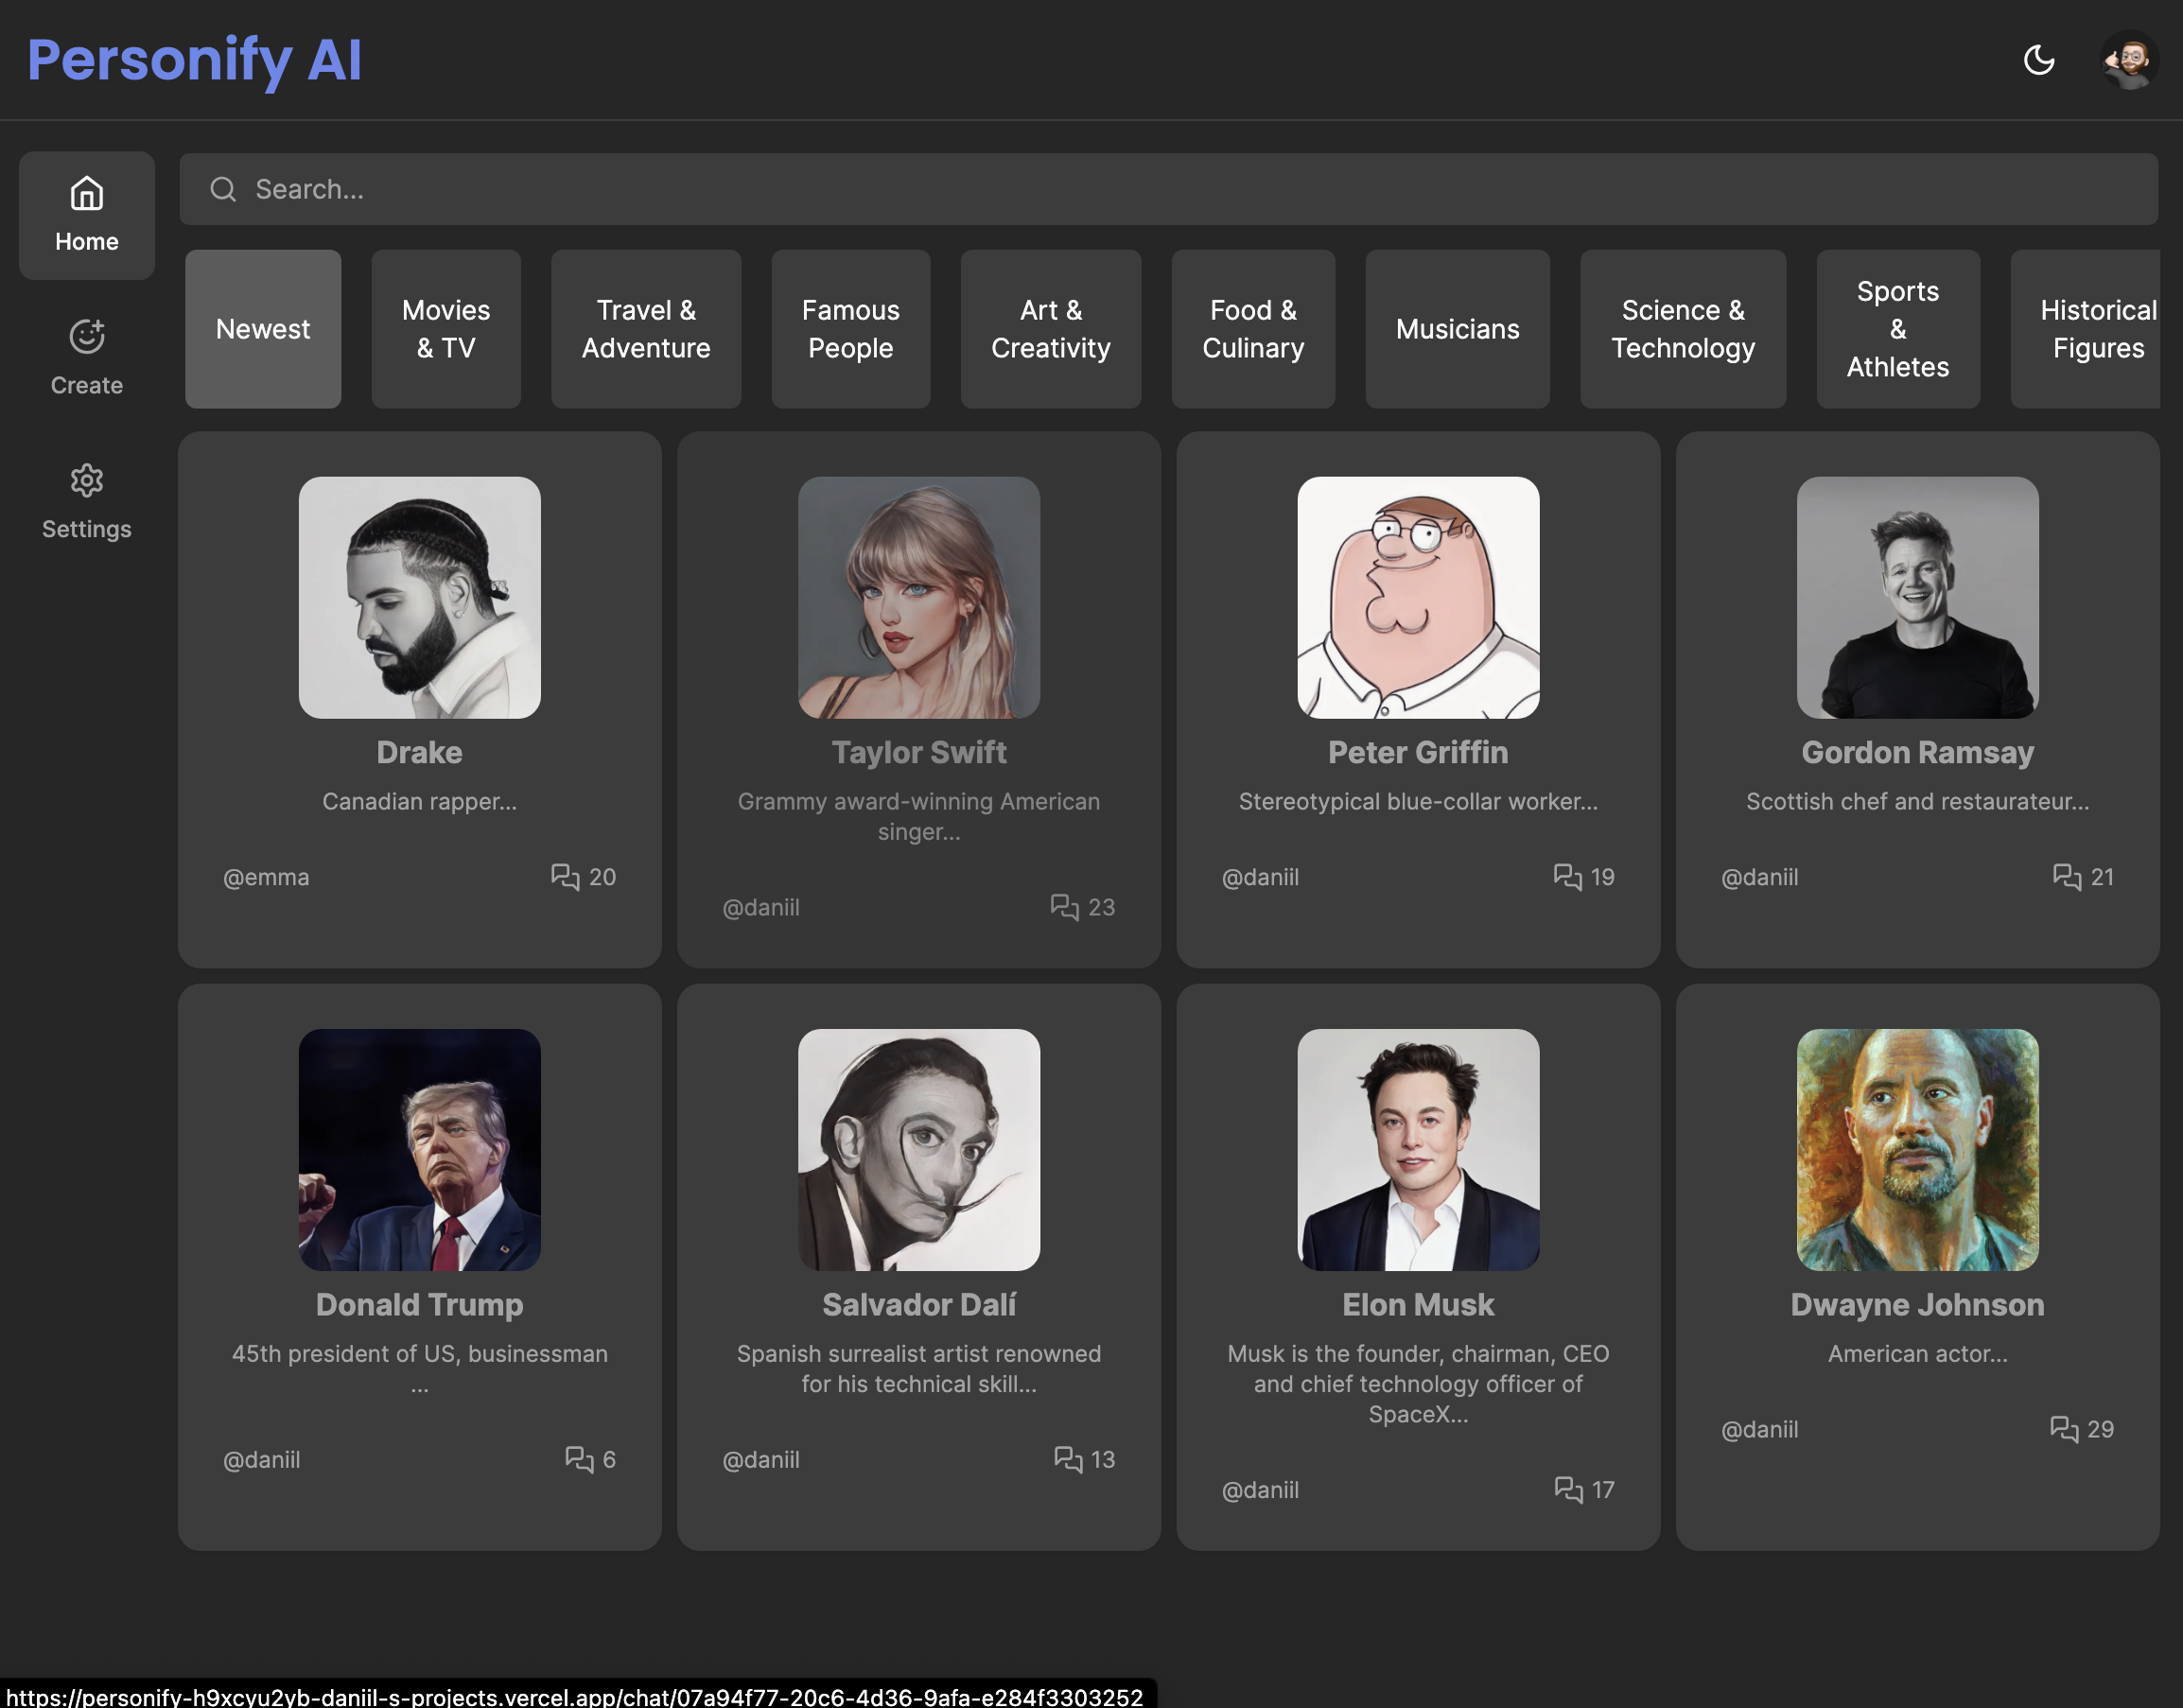 Personify AI
Home
Create
Settings
Search...
Newest
Movies
& TV
Travel &
Adventure
Famous
People
Art &
Creativity
Food &
Culinary
Musicians
Science &
Technology
Sports
&
Athletes
Historical
Figures
Drake
Canadian rapper...
@emma
20
Taylor Swift
Grammy award-winning American
singer...
@daniil
23
Peter Griffin
Stereotypical blue-collar worker...
@daniil
19
Gordon Ramsay
Scottish chef and restaurateur...
@daniil
21
Donald Trump
45th president of US, businessman
...
@daniil
6
Salvador Dalí
Spanish surrealist artist renowned
for his technical skill...
@daniil
13
Elon Musk
Musk is the founder, chairman, CEO
and chief technology officer of
SpaceX...
@daniil
17
Dwayne Johnson
American actor...
@daniil
29
https://personify-h9xcyu2yb-daniil-s-projects.vercel.app/chat/07a94f77-20c6-4d36-9afa-e284f3303252